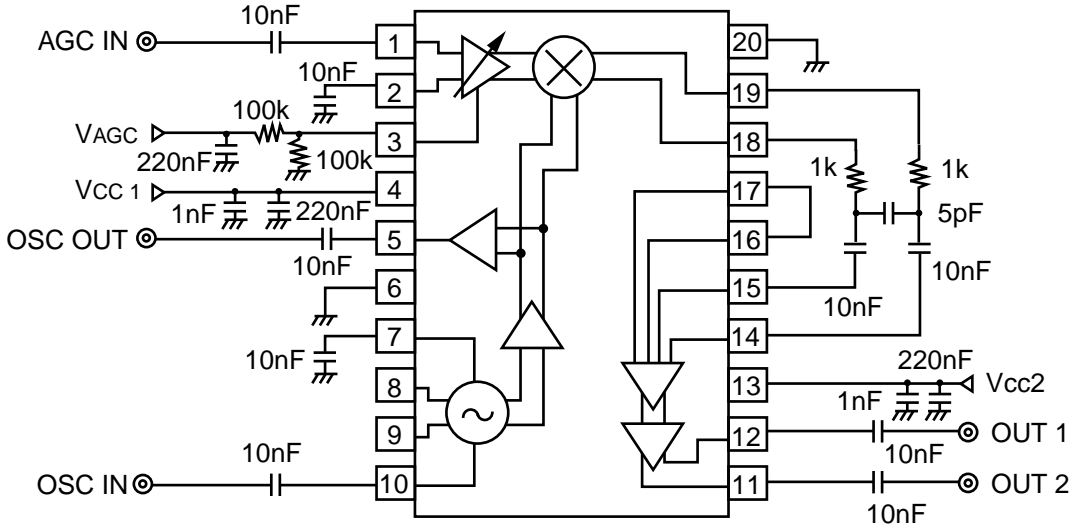 10nF
AGC IN
1
20
10nF
2
19
100k
VAGC
3
18
220nF
100k
1k
1k
VCC 1
4
17
1nF
220nF
5pF
OSC OUT
5
16
10nF
10nF
6
15
10nF
7
14
10nF
220nF
8
13
Vcc2
1nF
9
12
OUT 1
10nF
10nF
OSC IN
10
11
OUT 2
10nF